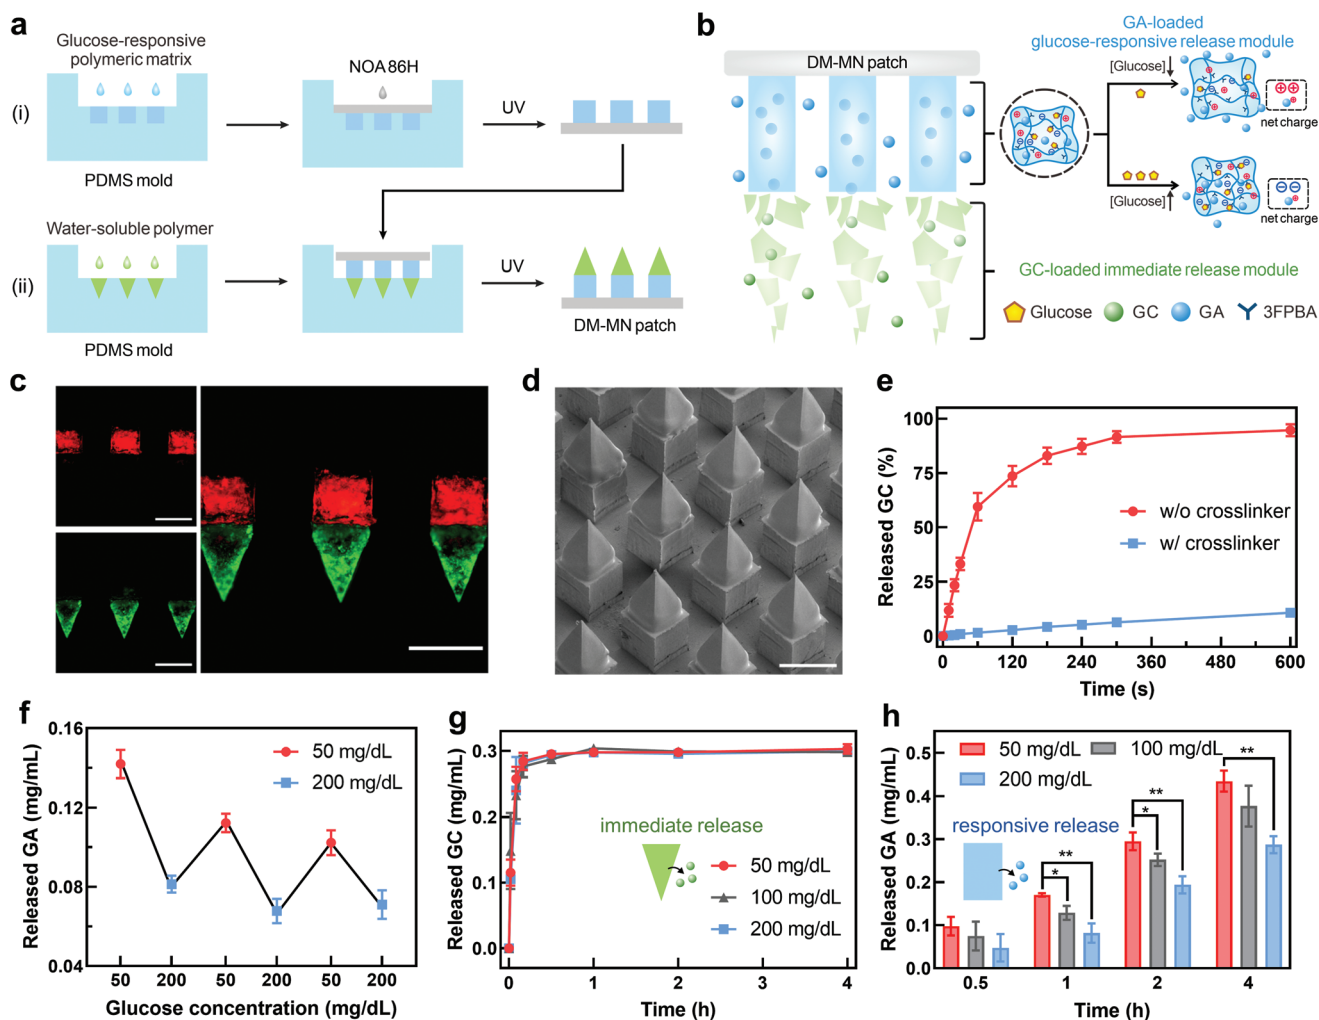 a
Glucose-responsive
polymeric matrix
(i)
PDMS mold
NOA 86H
UV
Water-soluble polymer
(ii)
PDMS mold
UV
DM-MN patch
b
GA-loaded
glucose-responsive release module
DM-MN patch
[Glucose]↓
net charge
[Glucose]↑
net charge
GC-loaded immediate release module
Glucose
GC
GA
3FPBA
c
d
e
Released GC (%)
100
75
50
25
0
w/o crosslinker
w/ crosslinker
0 120 240 360 480 600
Time (s)
f
Released GA (mg/mL)
0.16
0.12
0.08
0.04
50 mg/dL
200 mg/dL
50 200 50 200 50 200
Glucose concentration (mg/dL)
g
Released GC (mg/mL)
0.3
0.2
0.1
0.0
immediate release
50 mg/dL
100 mg/dL
200 mg/dL
0 1 2 3 4
Time (h)
h
Released GA (mg/mL)
0.5
0.4
0.3
0.2
0.1
0.0
50 mg/dL
100 mg/dL
200 mg/dL
responsive release
**
*
**
*
**
0.5 1 2 4
Time (h)